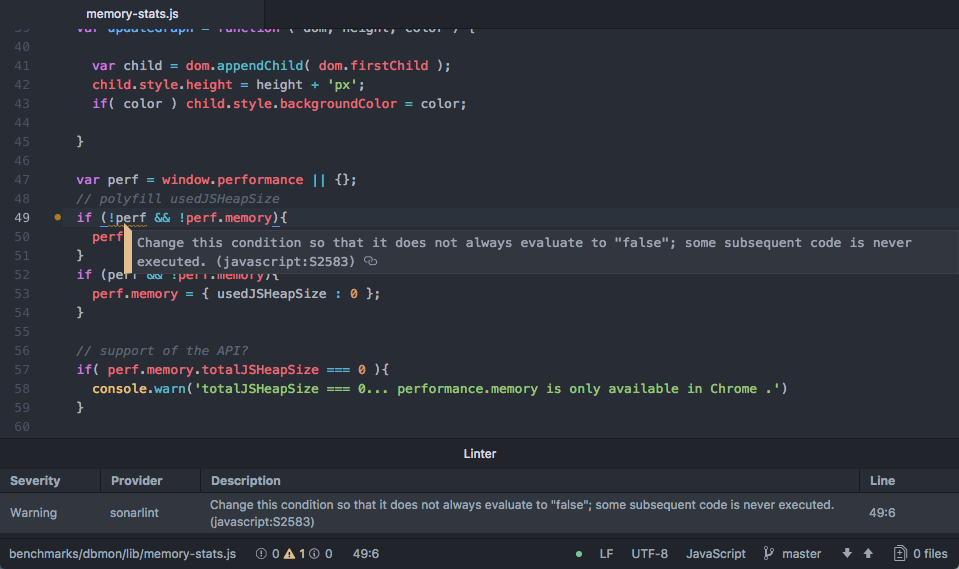 memory-stats.js
39 var updateGraph = function ( dom, height, color ) {
40
41 var child = dom.appendChild( dom.firstChild );
42 child.style.height = height + 'px';
43 if( color ) child.style.backgroundColor = color;
44
45 }
46
47 var perf = window.performance || {};
48 // polyfill usedJSHeapSize
49 if (!perf && !perf.memory){
50 perf
Change this condition so that it does not always evaluate to "false"; some subsequent code is never
51 }
executed. (javascript:S2583)
52 if (perf && !perf.memory){
53 perf.memory = { usedJSHeapSize : 0 };
54 }
55
56 // support of the API?
57 if( perf.memory.totalJSHeapSize === 0 ){
58 console.warn('totalJSHeapSize === 0... performance.memory is only available in Chrome .')
59 }
60
Linter
Severity Provider Description Line
Warning sonarlint Change this condition so that it does not always evaluate to "false"; some subsequent code is never executed. 49:6
(javascript:S2583)
benchmarks/dbmon/lib/memory-stats.js 0 1 0 49:6 LF UTF-8 JavaScript master 0 files